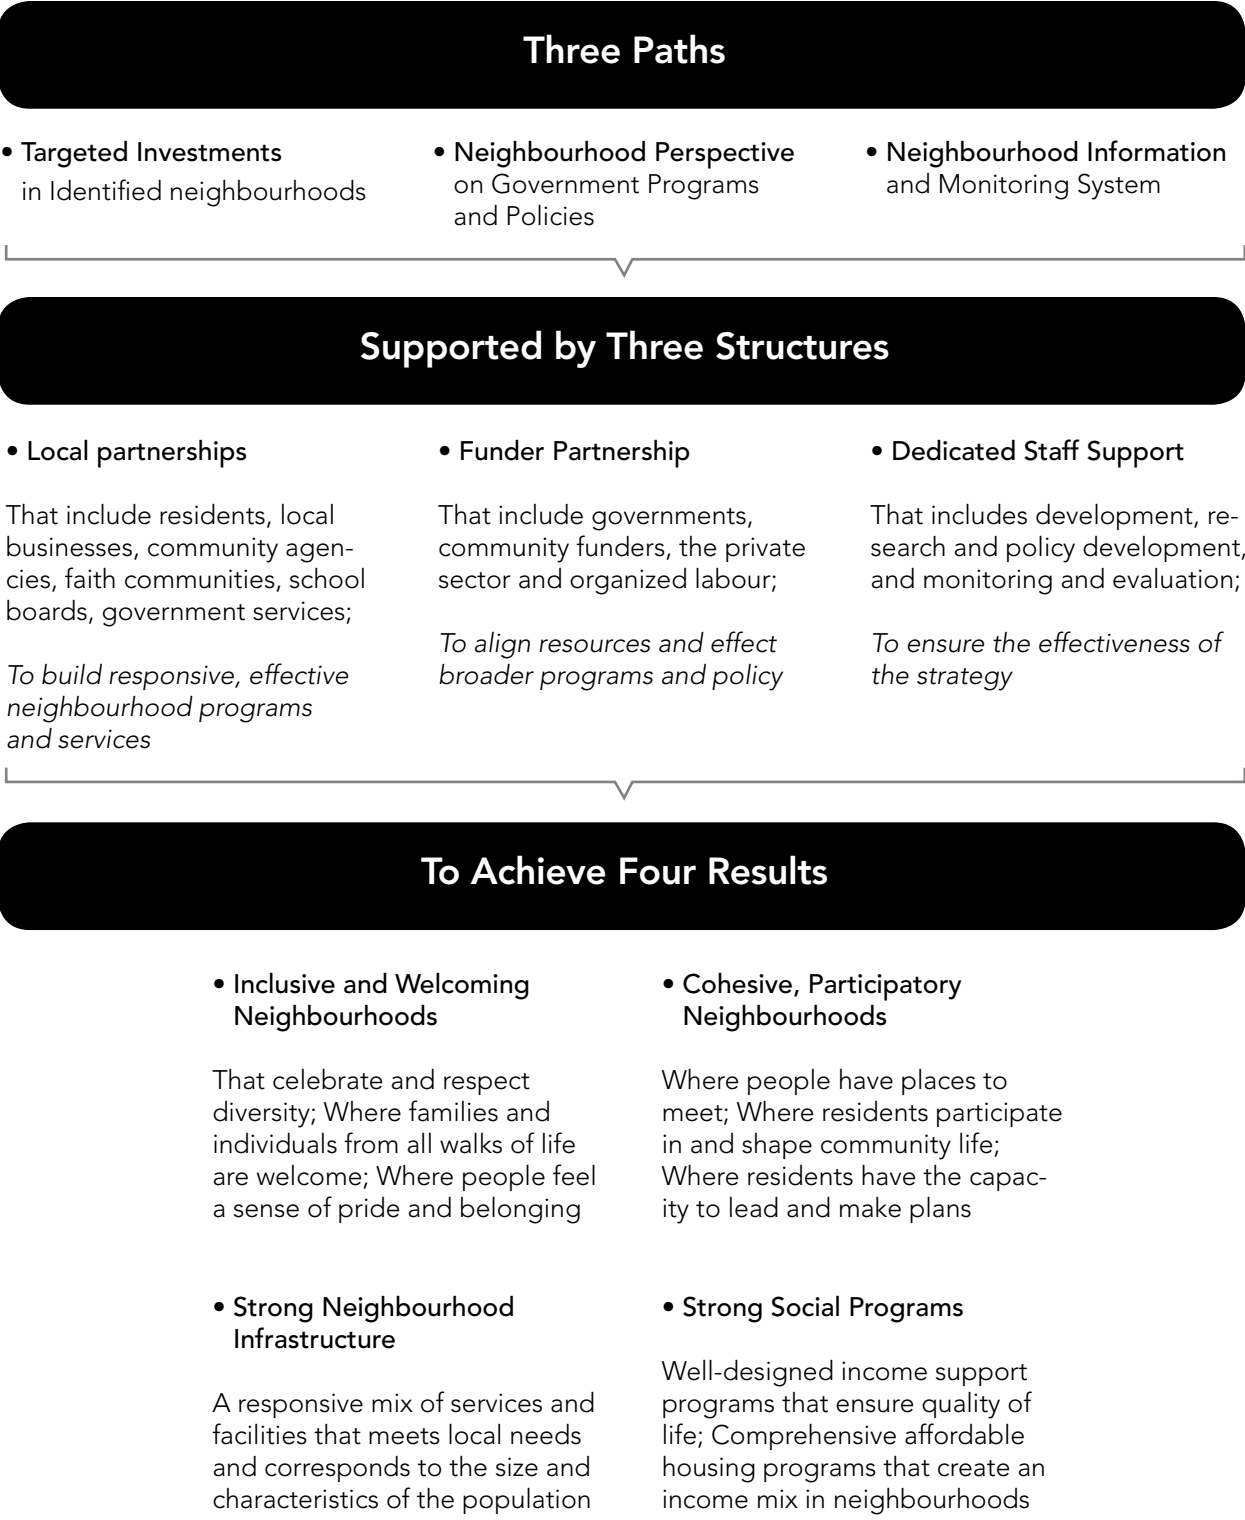 Three Paths
• Targeted Investments
in Identified neighbourhoods
• Neighbourhood Perspective
on Government Programs
and Policies
• Neighbourhood Information
and Monitoring System
Supported by Three Structures
• Local partnerships
That include residents, local
businesses, community agen-
cies, faith communities, school
boards, government services;
To build responsive, effective
neighbourhood programs
and services
• Funder Partnership
That include governments,
community funders, the private
sector and organized labour;
To align resources and effect
broader programs and policy
• Dedicated Staff Support
That includes development, re-
search and policy development,
and monitoring and evaluation;
To ensure the effectiveness of
the strategy
To Achieve Four Results
• Inclusive and Welcoming
Neighbourhoods
That celebrate and respect
diversity; Where families and
individuals from all walks of life
are welcome; Where people feel
a sense of pride and belonging
• Cohesive, Participatory
Neighbourhoods
Where people have places to
meet; Where residents participate
in and shape community life;
Where residents have the capac-
ity to lead and make plans
• Strong Neighbourhood
Infrastructure
A responsive mix of services and
facilities that meets local needs
and corresponds to the size and
characteristics of the population
• Strong Social Programs
Well-designed income support
programs that ensure quality of
life; Comprehensive affordable
housing programs that create an
income mix in neighbourhoods